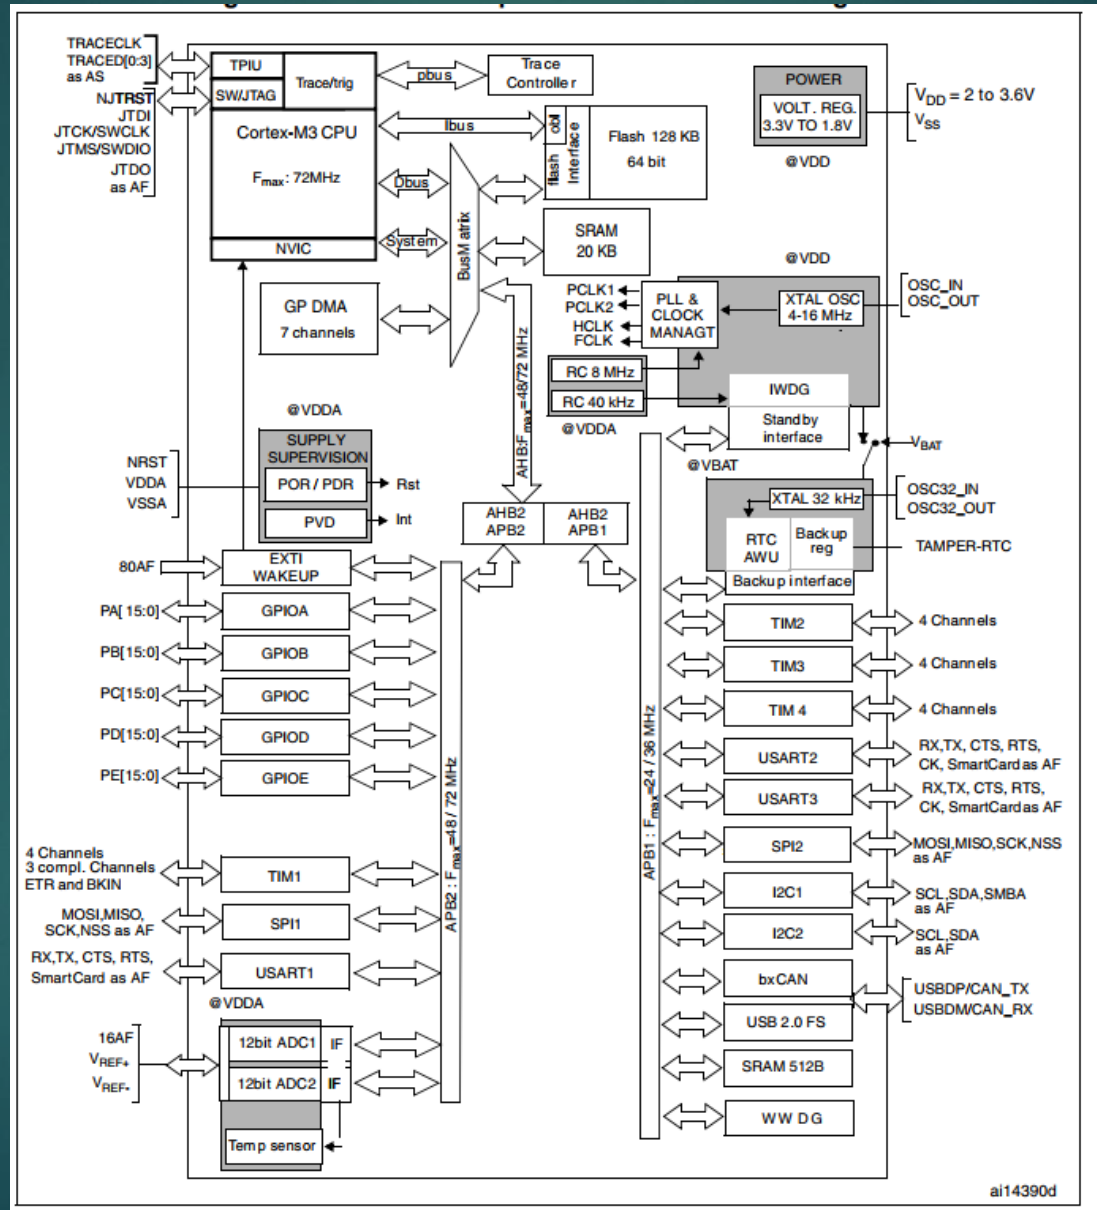 TRACECLK
TRACED[0:3]
as AS
NJTRST
JTDI
JTCK/SWCLK
JTMS/SWDIO
JTDO
as AF
TPIU
SW/JTAG
Trace/trig
Cortex-M3 CPU
Fmax: 72MHz
NVIC
pbus
Trace
Controller
Ibus
Dbus
System
BusMatrix
obl
flash
Interface
Flash 128 KB
64 bit
SRAM
20 KB
POWER
VOLT. REG.
3.3V TO 1.8V
@VDD
VDD = 2 to 3.6V
VSS
GP DMA
7 channels
@VDD
PCLK1
PCLK2
HCLK
FCLK
PLL &
CLOCK
MANAGT
XTAL OSC
4-16 MHz
OSC_IN
OSC_OUT
RC 8 MHz
RC 40 kHz
@VDDA
IWDG
Standby
interface
VBAT
@VBAT
AHB:Fmax=48/72 MHz
@VDDA
SUPPLY
SUPERVISION
POR / PDR
PVD
Rst
Int
NRST
VDDA
VSSA
AHB2
APB2
AHB2
APB1
XTAL 32 kHz
OSC32_IN
OSC32_OUT
RTC
AWU
Backup
reg
TAMPER-RTC
Backup interface
80AF
EXTI
WAKEUP
PA[15:0]
GPIOA
PB[15:0]
GPIOB
PC[15:0]
GPIOC
PD[15:0]
GPIOD
PE[15:0]
GPIOE
4 Channels
3 compl. Channels
ETR and BKIN
TIM1
MOSI,MISO,
SCK,NSS as AF
SPI1
RX,TX, CTS, RTS,
SmartCard as AF
USART1
@VDDA
16AF
VREF+
VREF-
12bit ADC1
IF
12bit ADC2
IF
Temp sensor
APB2 : Fmax=48/ 72 MHz
APB1 : Fmax=24 / 36 MHz
TIM2
4 Channels
TIM3
4 Channels
TIM 4
4 Channels
USART2
RX,TX, CTS, RTS,
CK, SmartCard as AF
USART3
RX,TX, CTS, RTS,
CK, SmartCard as AF
SPI2
MOSI,MISO,SCK,NSS
as AF
I2C1
SCL,SDA,SMBA
as AF
I2C2
SCL,SDA
as AF
bxCAN
USBDP/CAN_TX
USBDM/CAN_RX
USB 2.0 FS
SRAM 512B
WWDG
ai14390d